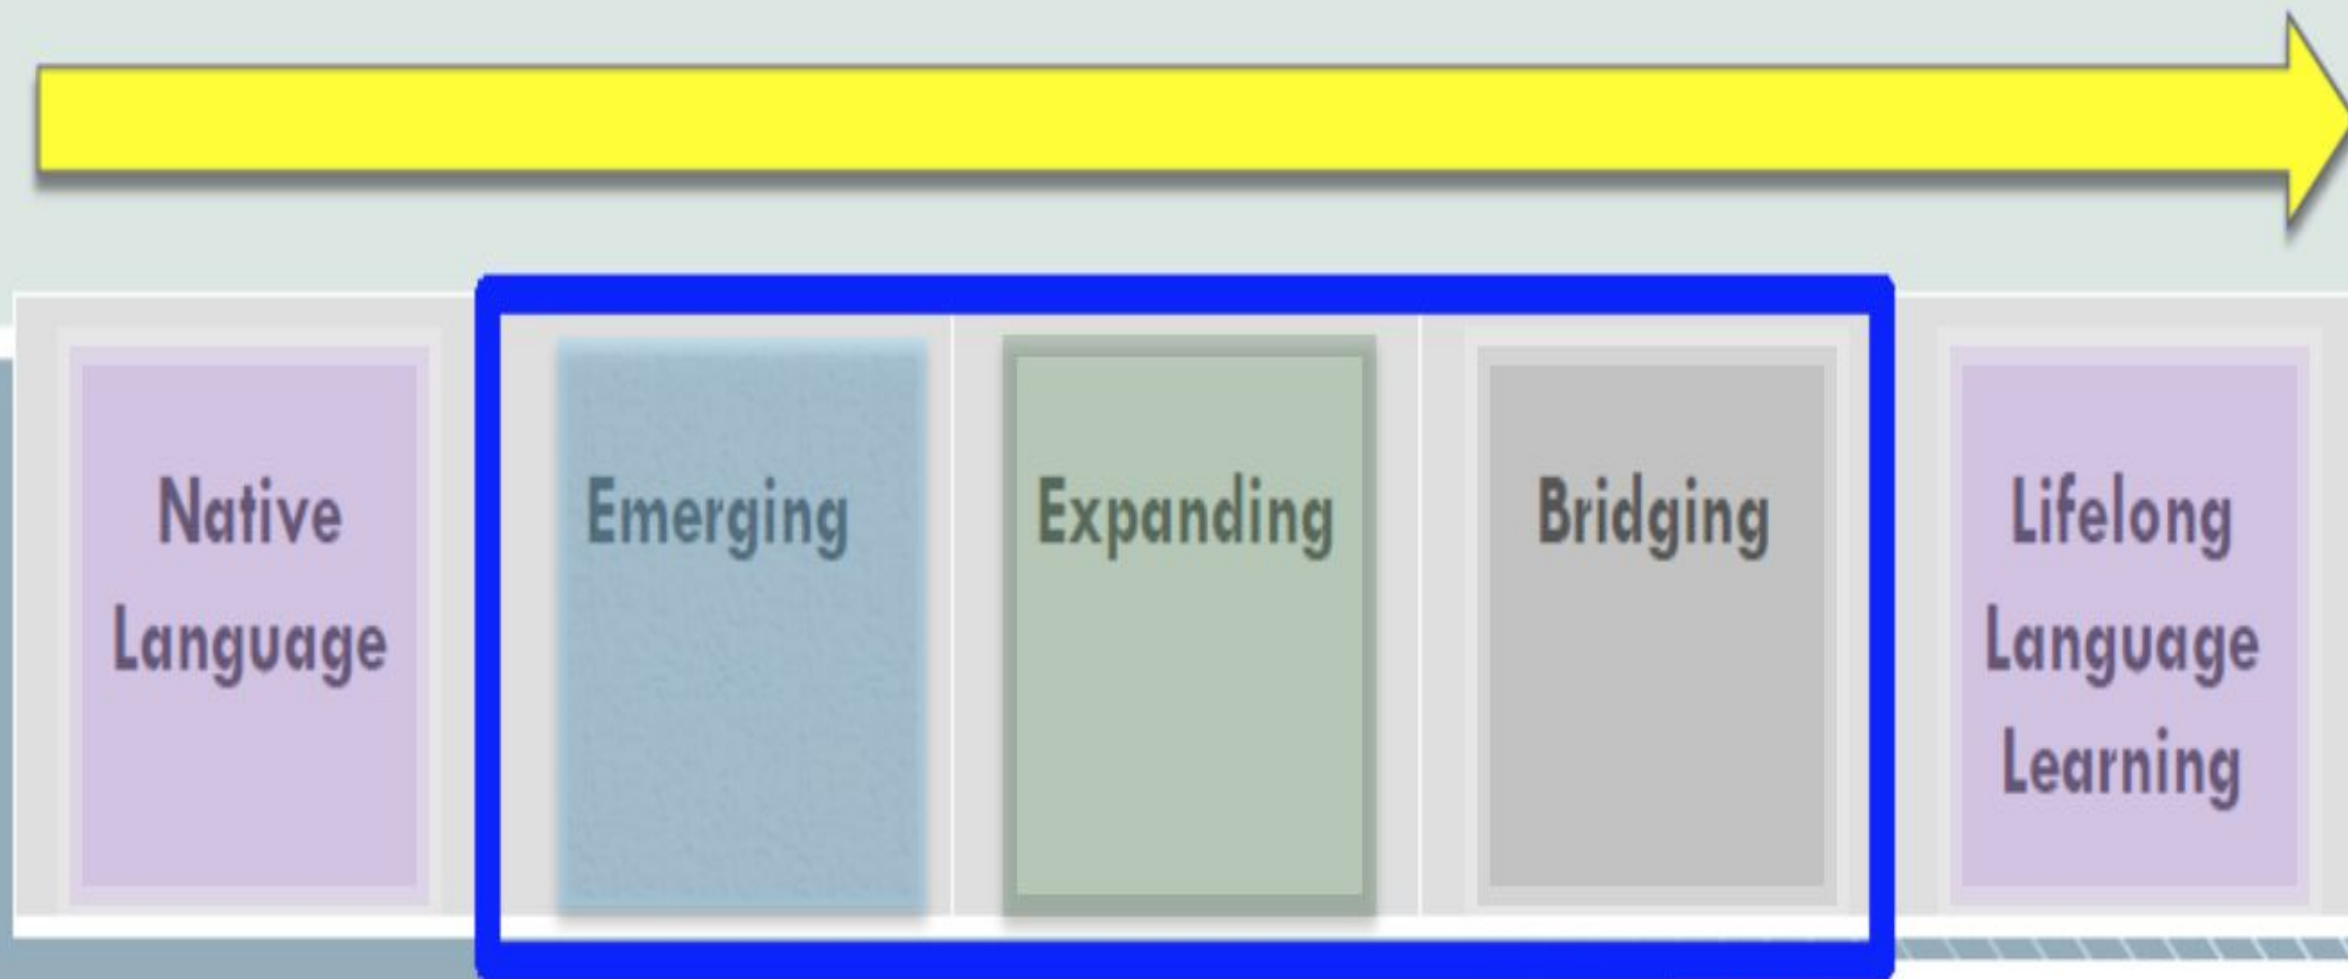 Native
Language
Emerging
Expanding
Bridging
Lifelong
Language
Learning